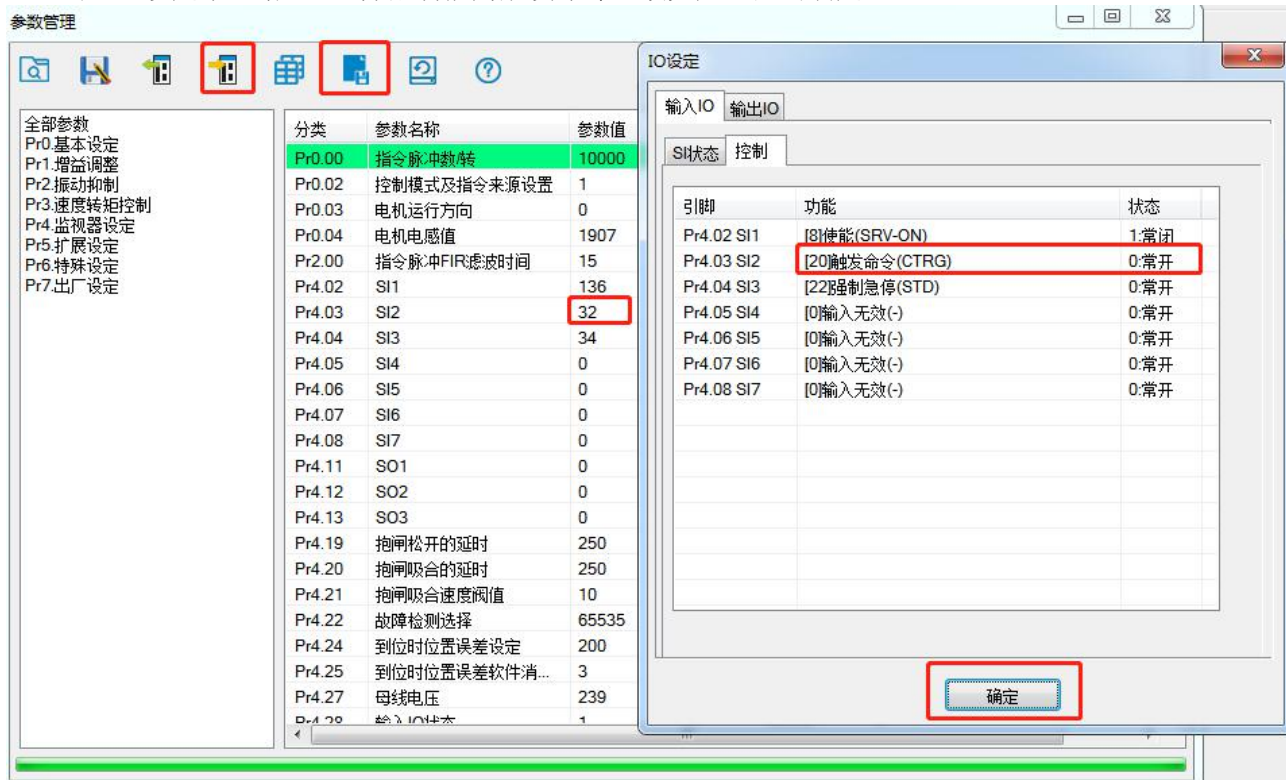 参数管理
全部参数
Pr0.基本设定
Pr1.增益调整
Pr2.振动抑制
Pr3.速度转矩控制
Pr4.监视器设定
Pr5.扩展设定
Pr6.特殊设定
Pr7.出厂设定
分类 参数名称 参数值
Pr0.00 指令脉冲数/转 10000
Pr0.02 控制模式及指令来源设置 1
Pr0.03 电机运行方向 0
Pr0.04 电机电感值 1907
Pr2.00 指令脉冲FIR滤波时间 15
Pr4.02 SI1 136
Pr4.03 SI2 32
Pr4.04 SI3 34
Pr4.05 SI4 0
Pr4.06 SI5 0
Pr4.07 SI6 0
Pr4.08 SI7 0
Pr4.11 SO1 0
Pr4.12 SO2 0
Pr4.13 SO3 0
Pr4.19 抱闸松开的延时 250
Pr4.20 抱闸吸合的延时 250
Pr4.21 抱闸吸合速度阀值 10
Pr4.22 故障检测选择 65535
Pr4.24 到位时位置误差设定 200
Pr4.25 到位时位置误差软件消... 3
Pr4.27 母线电压 239
Pr4.28 输入IO状态 1
IO设定
输入IO 输出IO
SI状态 控制
引脚 功能 状态
Pr4.02 SI1 [8]使能(SRV-ON) 1:常闭
Pr4.03 SI2 [20]触发命令(CTRG) 0:常开
Pr4.04 SI3 [22]强制急停(STD) 0:常开
Pr4.05 SI4 [0]输入无效(-) 0:常开
Pr4.06 SI5 [0]输入无效(-) 0:常开
Pr4.07 SI6 [0]输入无效(-) 0:常开
Pr4.08 SI7 [0]输入无效(-) 0:常开
确定